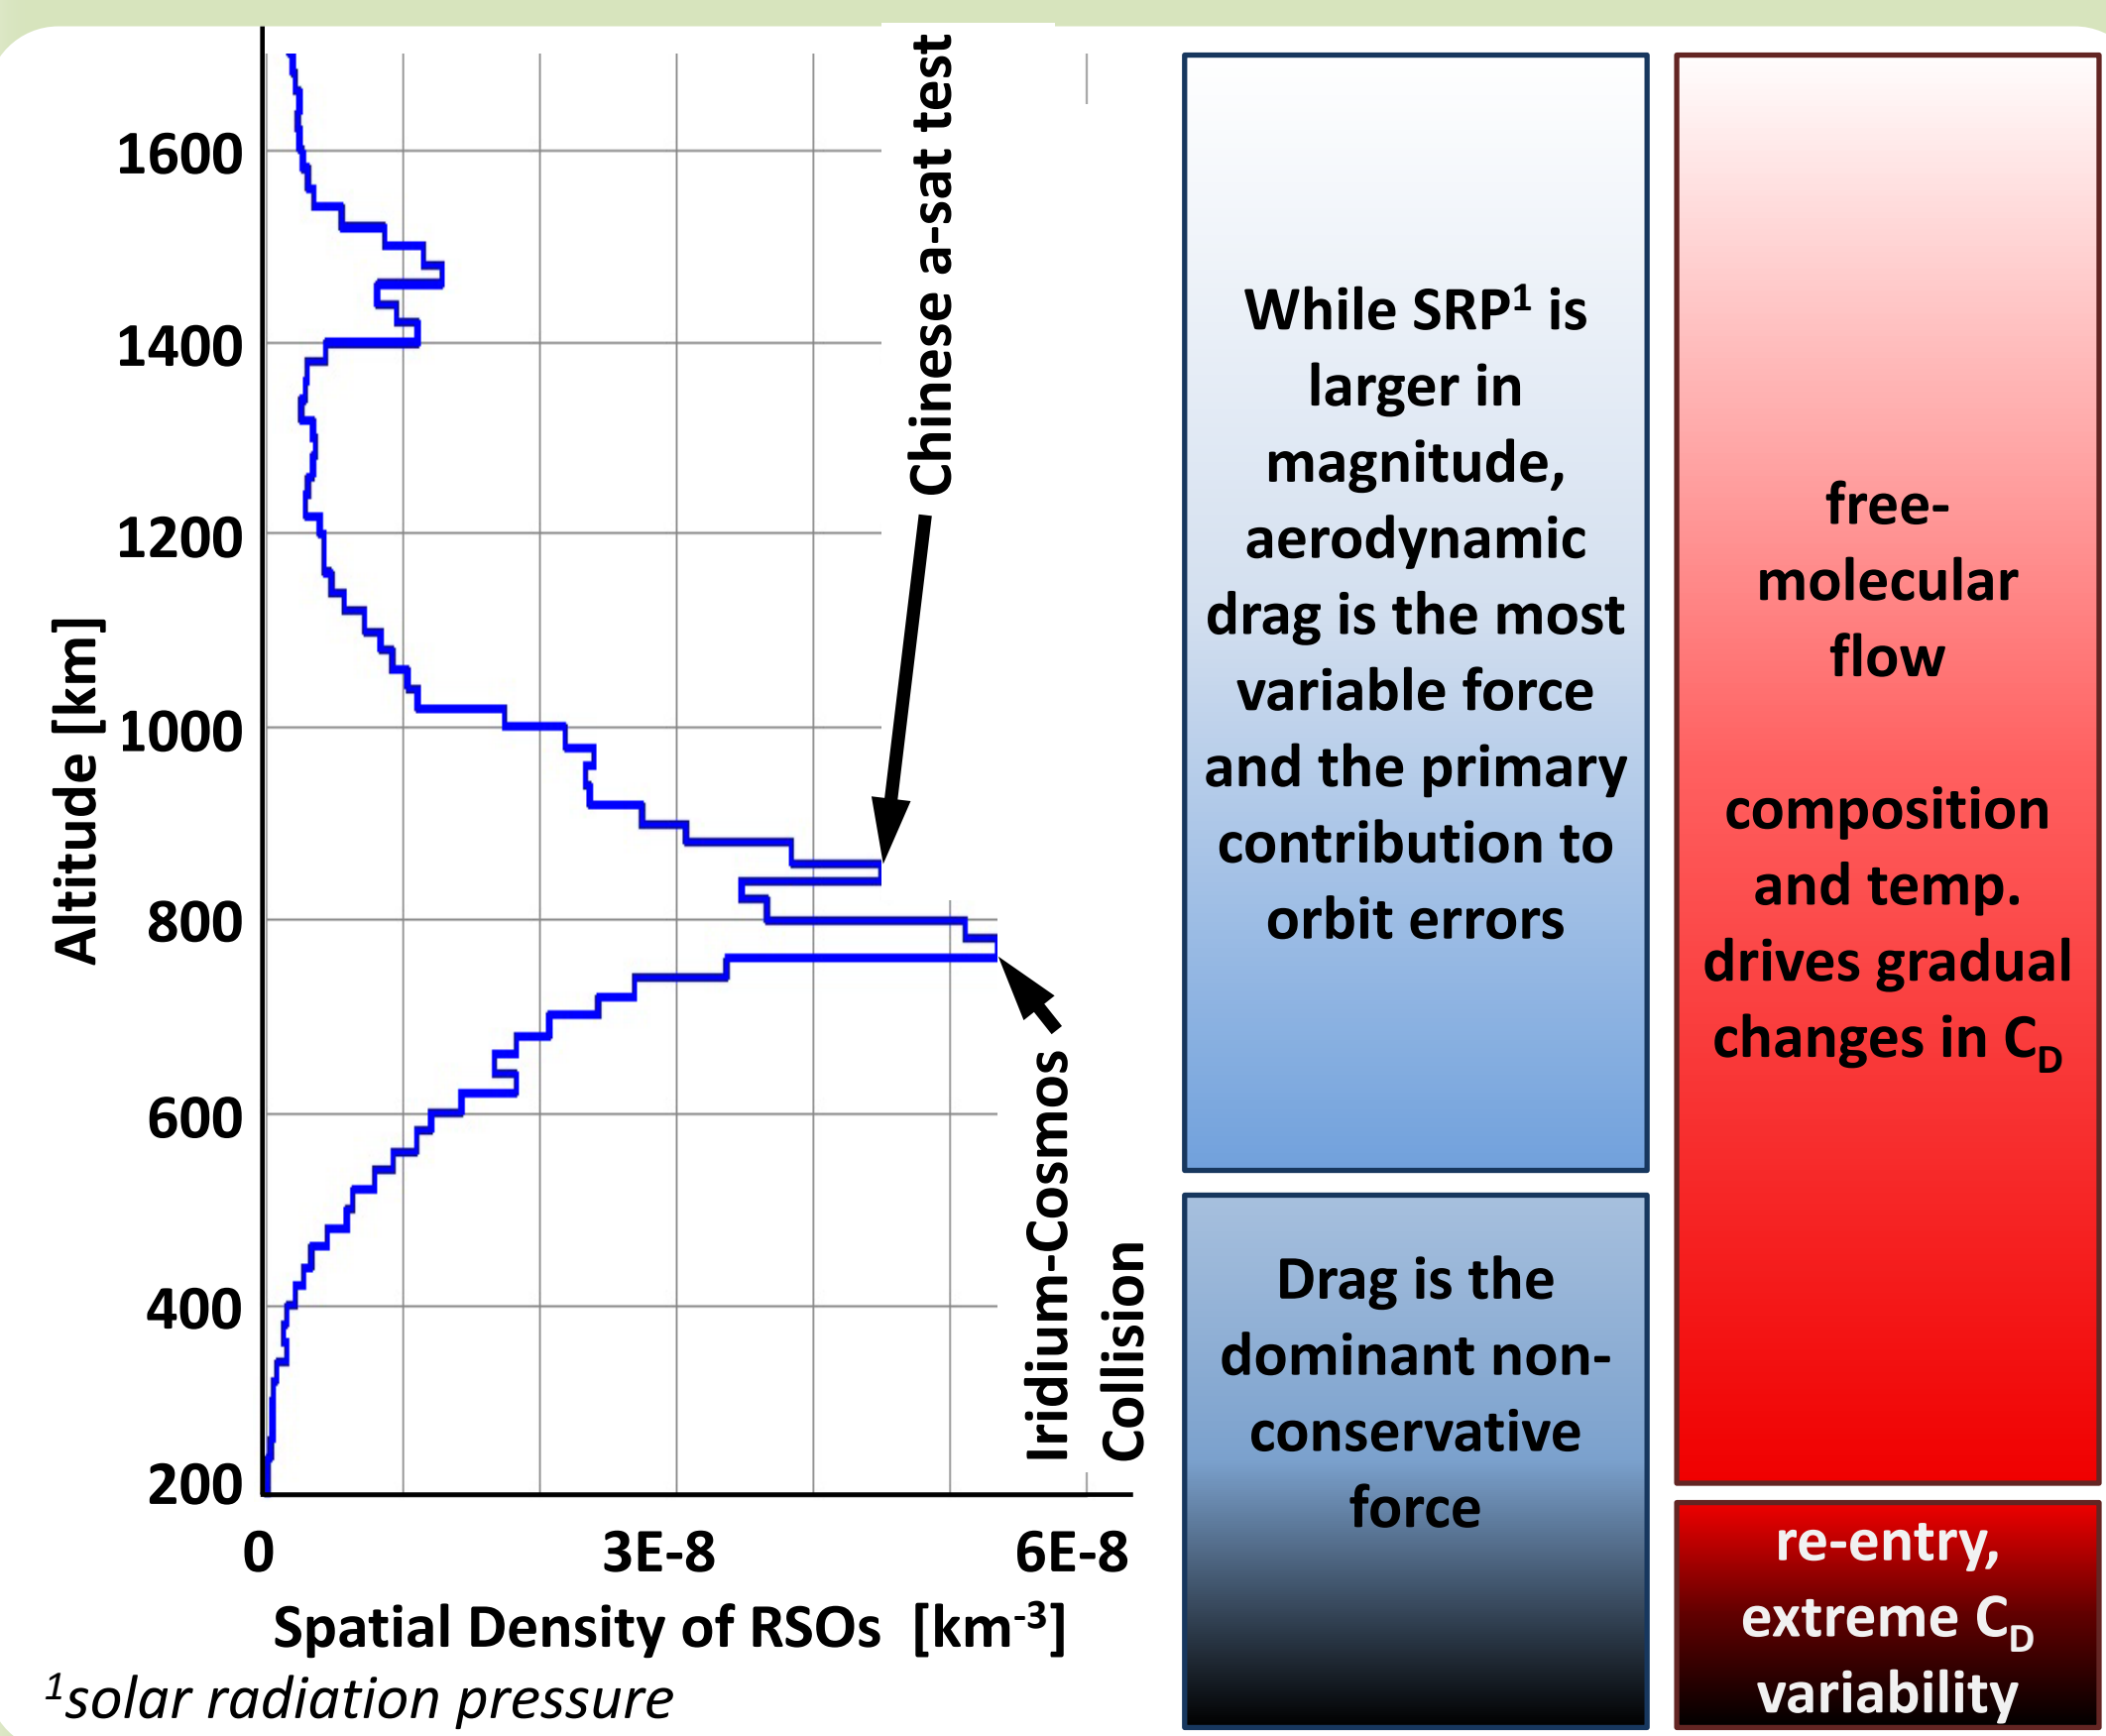 Chinese a-sat test
1600
1400
1200
1000
800
600
400
200
Altitude [km]
Iridium-Cosmos
Collision
0
3E-8
6E-8
Spatial Density of RSOs [km⁻³]
¹solar radiation pressure
While SRP¹ is
larger in
magnitude,
aerodynamic
drag is the most
variable force
and the primary
contribution to
orbit errors
Drag is the
dominant non-
conservative
force
free-
molecular
flow
composition
and temp.
drives gradual
changes in C_D
re-entry,
extreme C_D
variability